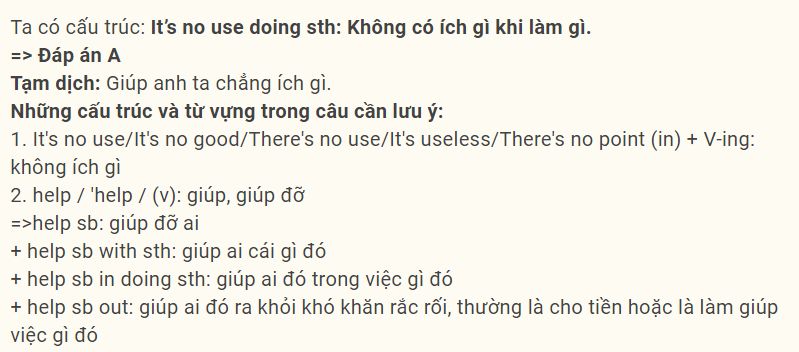 Ta có cấu trúc: It's no use doing sth: Không có ích gì khi làm gì.
=> Đáp án A
Tạm dịch: Giúp anh ta chẳng ích gì.
Những cấu trúc và từ vựng trong câu cần lưu ý:
1. It's no use/It's no good/There's no use/It's useless/There's no point (in) + V-ing:
không ích gì
2. help / 'help / (v): giúp, giúp đỡ
=>help sb: giúp đỡ ai
+ help sb with sth: giúp ai cái gì đó
+ help sb in doing sth: giúp ai đó trong việc gì đó
+ help sb out: giúp ai đó ra khỏi khó khăn rắc rối, thường là cho tiền hoặc là làm giúp
việc gì đó